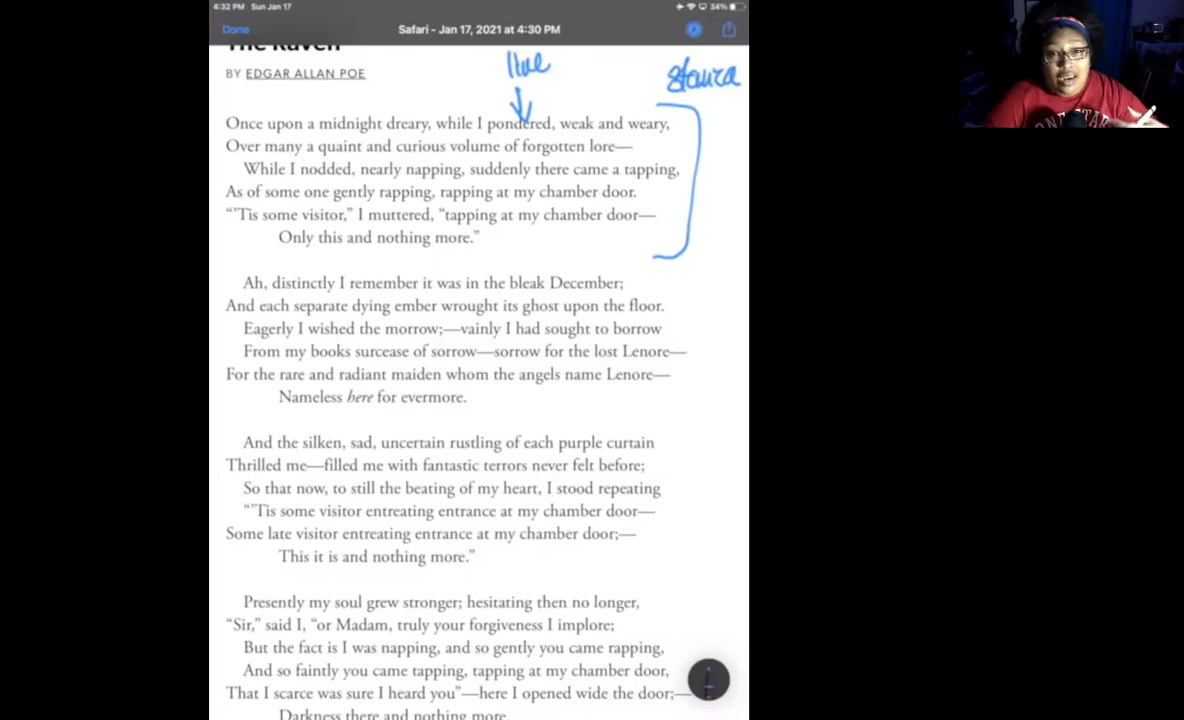 4:32 PM Sun Jan 17
34%
Done
Safari - Jan 17, 2021 at 4:30 PM
The Raven
BY EDGAR ALLAN POE
line
stanza
Once upon a midnight dreary, while I pondered, weak and weary,
Over many a quaint and curious volume of forgotten lore—
While I nodded, nearly napping, suddenly there came a tapping,
As of some one gently rapping, rapping at my chamber door.
“’Tis some visitor,” I muttered, “tapping at my chamber door—
Only this and nothing more.”
Ah, distinctly I remember it was in the bleak December;
And each separate dying ember wrought its ghost upon the floor.
Eagerly I wished the morrow;—vainly I had sought to borrow
From my books surcease of sorrow—sorrow for the lost Lenore—
For the rare and radiant maiden whom the angels name Lenore—
Nameless here for evermore.
And the silken, sad, uncertain rustling of each purple curtain
Thrilled me—filled me with fantastic terrors never felt before;
So that now, to still the beating of my heart, I stood repeating
“’Tis some visitor entreating entrance at my chamber door—
Some late visitor entreating entrance at my chamber door;—
This it is and nothing more.”
Presently my soul grew stronger; hesitating then no longer,
“Sir,” said I, “or Madam, truly your forgiveness I implore;
But the fact is I was napping, and so gently you came rapping,
And so faintly you came tapping, tapping at my chamber door,
That I scarce was sure I heard you”—here I opened wide the door;—
Darkness there and nothing more